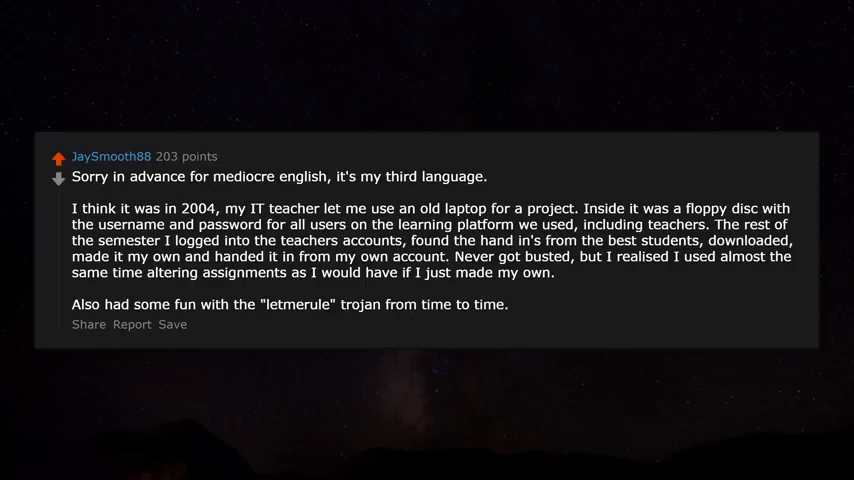 JaySmooth88 203 points
Sorry in advance for mediocre english, it's my third language.
I think it was in 2004, my IT teacher let me use an old laptop for a project. Inside it was a floppy disc with
the username and password for all users on the learning platform we used, including teachers. The rest of
the semester I logged into the teachers accounts, found the hand in's from the best students, downloaded,
made it my own and handed it in from my own account. Never got busted, but I realised I used almost the
same time altering assignments as I would have if I just made my own.
Also had some fun with the "letmerule" trojan from time to time.
Share Report Save